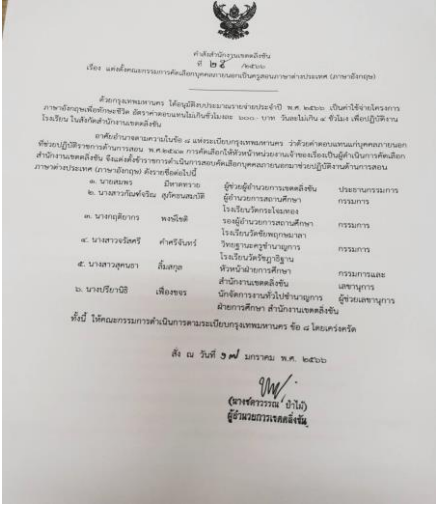 คำสั่งสำนักงานเขตตลิ่งชัน
ที่ ๒๕ /๒๕๖๖
เรื่อง แต่งตั้งคณะกรรมการคัดเลือกบุคคลภายนอกเป็นครูสอนภาษาต่างประเทศ (ภาษาอังกฤษ)
ด้วยกรุงเทพมหานคร ได้อนุมัติงบประมาณรายจ่ายประจำปี พ.ศ. ๒๕๖๖ เป็นค่าใช้จ่ายโครงการ
ภาษาอังกฤษเพื่อทักษะชีวิต อัตราค่าตอบแทนไม่เกินชั่วโมงละ ๖๐๐.- บาท วันละไม่เกิน ๔ ชั่วโมง เพื่อปฏิบัติงาน
โรงเรียน ในสังกัดสำนักงานเขตตลิ่งชัน
อาศัยอำนาจตามความในข้อ ๘ แห่งระเบียบกรุงเทพมหานคร ว่าด้วยค่าตอบแทนแก่บุคคลภายนอก
ที่ช่วยปฏิบัติราชการด้านการสอน พ.ศ. การคัดเลือกให้หัวหน้าหน่วยงานเจ้าของเรื่องเป็นผู้ดำเนินการคัดเลือก
สำนักงานเขตตลิ่งชัน จึงแต่งตั้งข้าราชการดำเนินการสอบคัดเลือกบุคคลภายนอกมาช่วยปฏิบัติงานด้านการสอน
ภาษาต่างประเทศ (ภาษาอังกฤษ) ดังรายชื่อต่อไปนี้
๑. นายสมพร มีหาดทราย ผู้ช่วยผู้อำนวยการเขตตลิ่งชัน ประธานกรรมการ
๒. นางสาวกัณฑ์จริณ ผู้อำนวยการสถานศึกษา กรรมการ
โรงเรียนวัดกระโจมทอง
๓. นางกฤติยากร พงษ์โขติ รองผู้อำนวยการสถานศึกษา กรรมการ
โรงเรียนวัดชัยพฤกษมาลา
๔. นางสาวจรัสศรี คำศรีจันทร์ วิทยฐานะครูชำนาญการ กรรมการ
โรงเรียนวัดรัชฎาธิฐาน
๕. นางสาวสุคนธา ลิ้มสกุล หัวหน้าฝ่ายการศึกษา กรรมการและ
สำนักงานเขตตลิ่งชัน เลขานุการ
๖. นางปรียานิธิ เฟื่องขจร นักจัดการงานทั่วไปชำนาญการ ผู้ช่วยเลขานุการ
ฝ่ายการศึกษา สำนักงานเขตตลิ่งชัน
ทั้งนี้ ให้คณะกรรมการดำเนินการตามระเบียบกรุงเทพมหานคร ข้อ ๘ โดยเคร่งครัด
สั่ง ณ วันที่ ๑๗ มกราคม พ.ศ. ๒๕๖๖
ป่าไม้)
ผู้อำนวยการเขตตลิ่งชัน